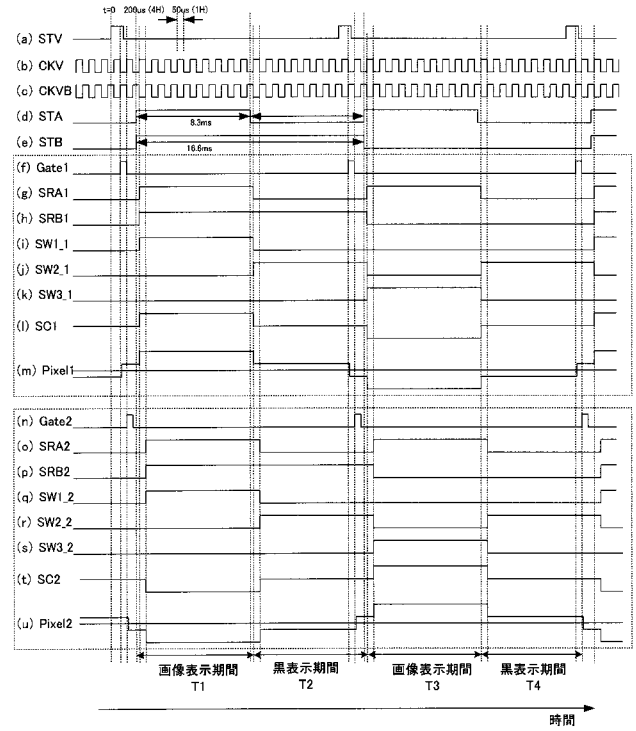 t=0 200us (4H) 50us (1H)
(a) STV
(b) CKV
(c) CKVB
(d) STA
8.3ms
(e) STB
16.6ms
(f) Gate1
(g) SRA1
(h) SRB1
(i) SW1_1
(j) SW2_1
(k) SW3_1
(l) SC1
(m) Pixel1
(n) Gate2
(o) SRA2
(p) SRB2
(q) SW1_2
(r) SW2_2
(s) SW3_2
(t) SC2
(u) Pixel2
画像表示期間 黒表示期間 画像表示期間 黒表示期間
T1 T2 T3 T4
時間